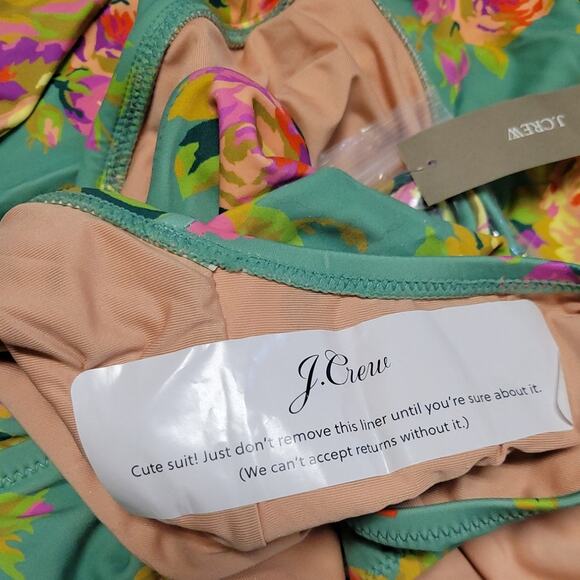 J.CREW
J.Crew
Cute suit! Just don't remove this liner until you're sure about it.
(We can't accept returns without it.)